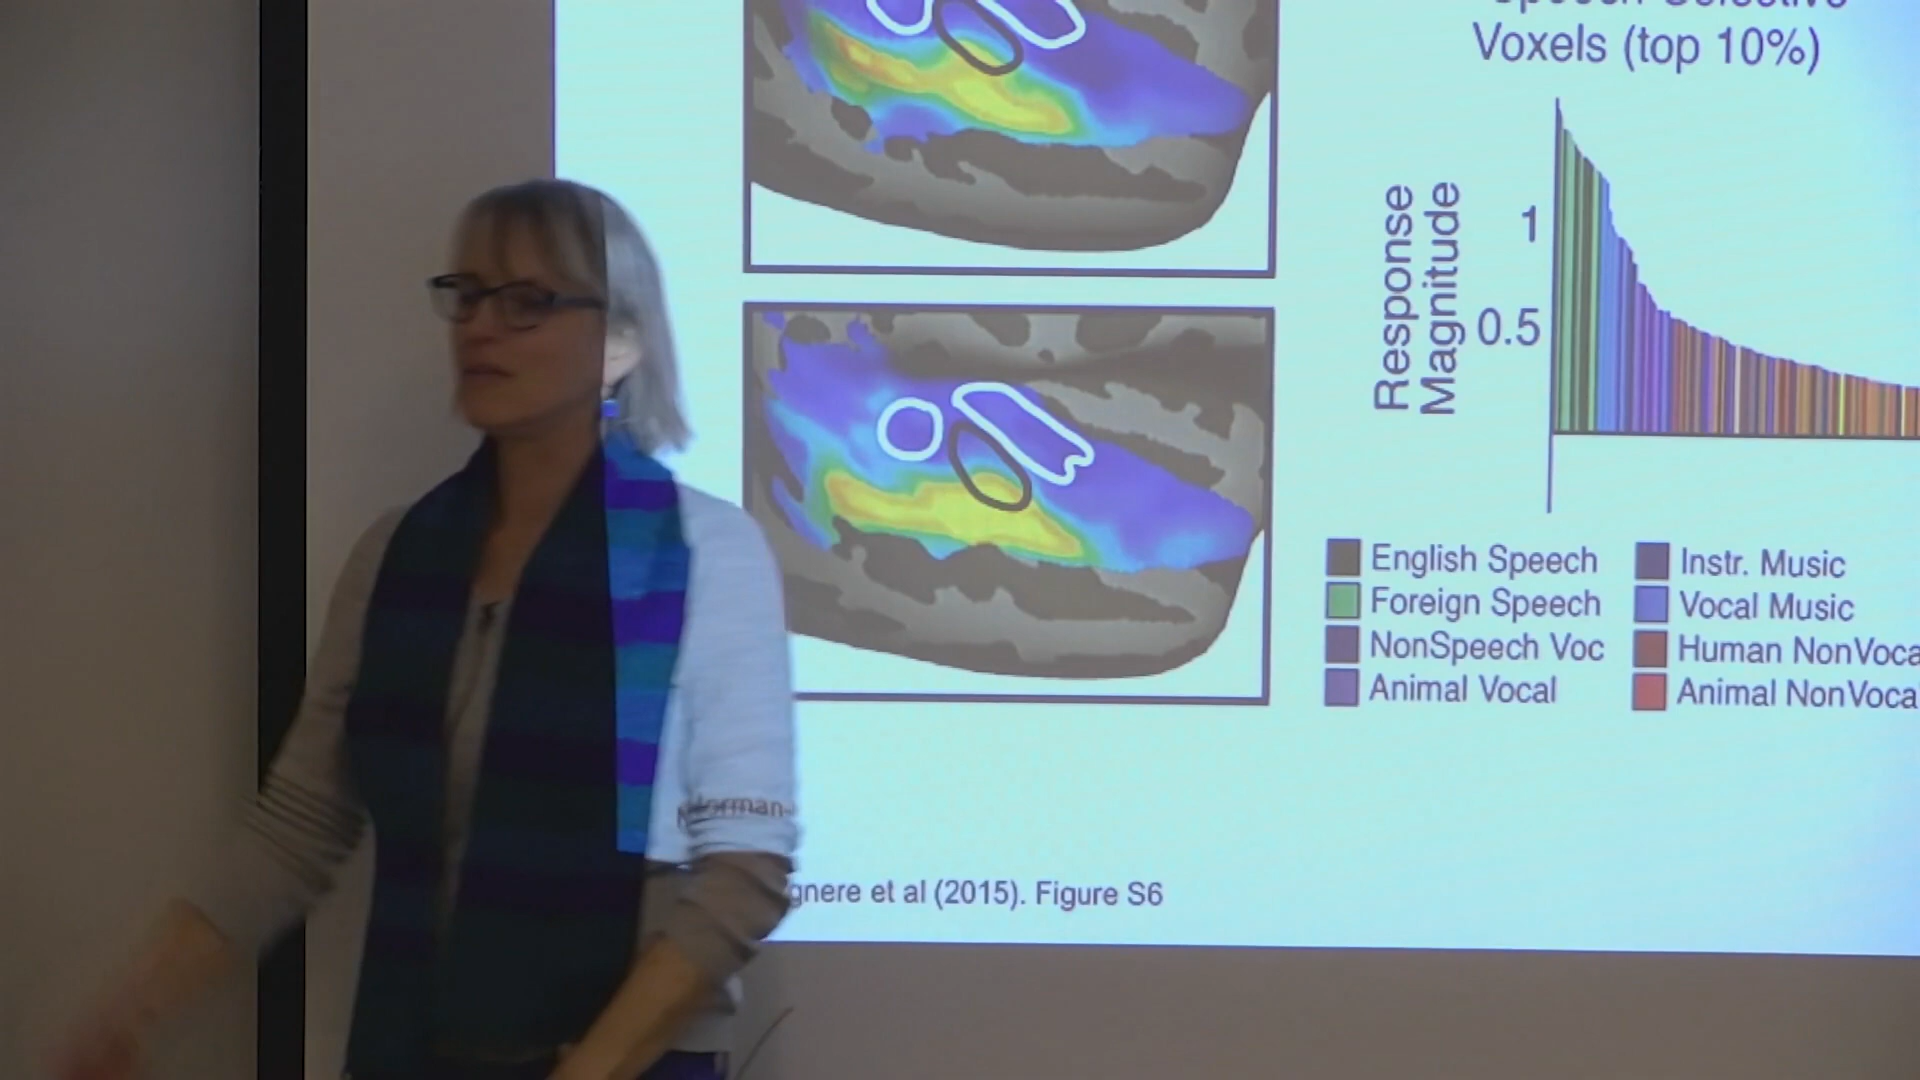 Voxels (top 10%)
Response
Magnitude
1
0.5
English Speech
Foreign Speech
NonSpeech Voc
Animal Vocal
Instr. Music
Vocal Music
Human NonVoca
Animal NonVoca
Norman-
gnere et al (2015). Figure S6